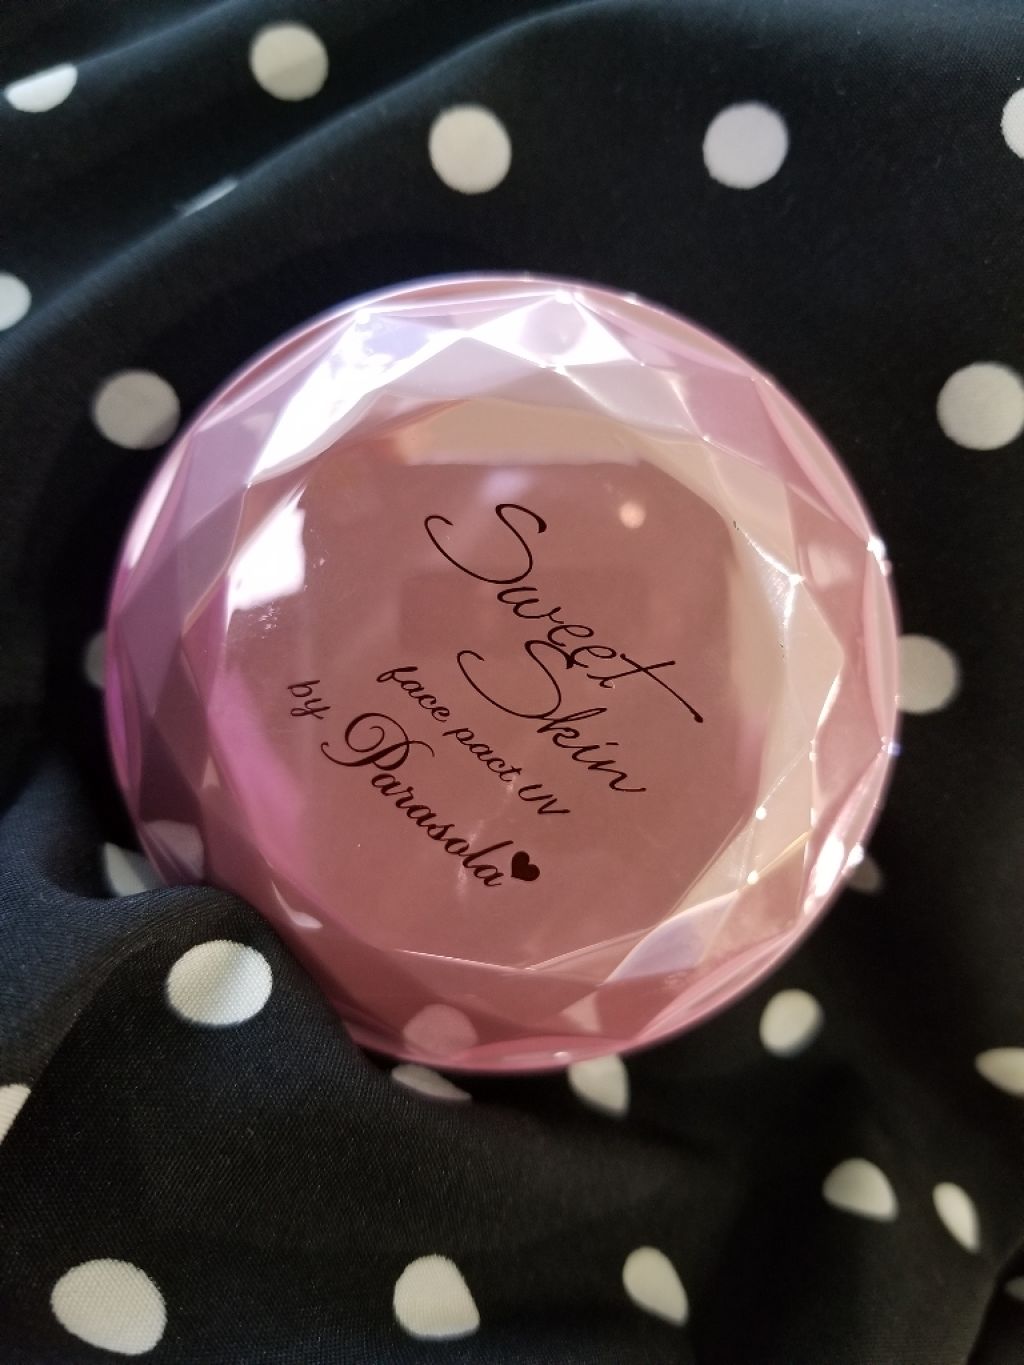 Sweet
Skin
face pact UV
by Parasola♥